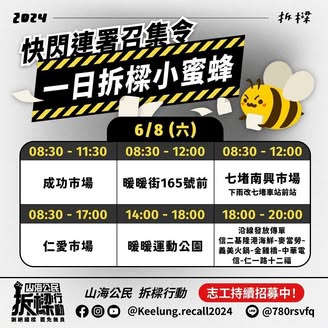 2024
拆樑
快閃連署召集令
一日拆樑小蜜蜂
6/8 (六)
08:30 - 11:30
08:30 - 12:00
08:30 - 12:00
成功市場
暖暖街165號前
七堵南興市場
下雨改七堵車站前站
08:30 - 17:00
14:00 - 18:00
18:00 - 20:00
仁愛市場
暖暖運動公園
沿線發放傳單
信二基隆港海鮮-麥當勞-
義美火鍋-金鍾橋-中華電
信-仁一路十二福
山海公民
拆樑行動
山海公民 拆樑行動
志工持續招募中!
@Keelung.recall2024
@780rsvfq